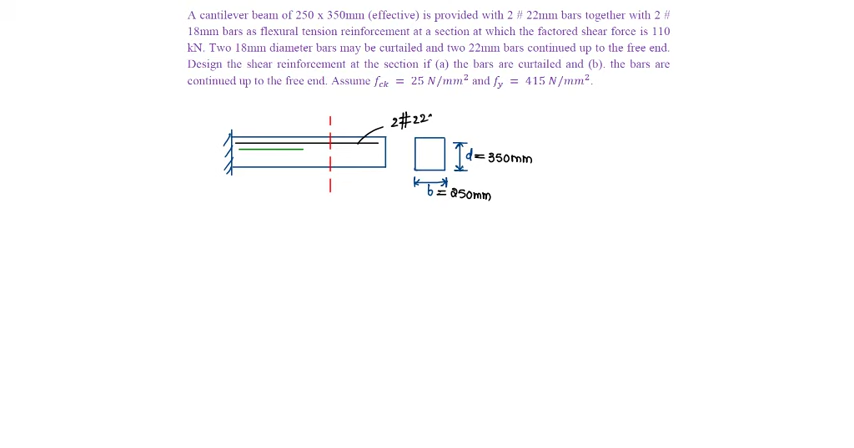 A cantilever beam of 250 x 350mm (effective) is provided with 2 # 22mm bars together with 2 #
18mm bars as flexural tension reinforcement at a section at which the factored shear force is 110
kN. Two 18mm diameter bars may be curtailed and two 22mm bars continued up to the free end.
Design the shear reinforcement at the section if (a) the bars are curtailed and (b). the bars are
continued up to the free end. Assume f_ck = 25 N/mm² and f_y = 415 N/mm².
2#22
d = 350mm
b = 250mm